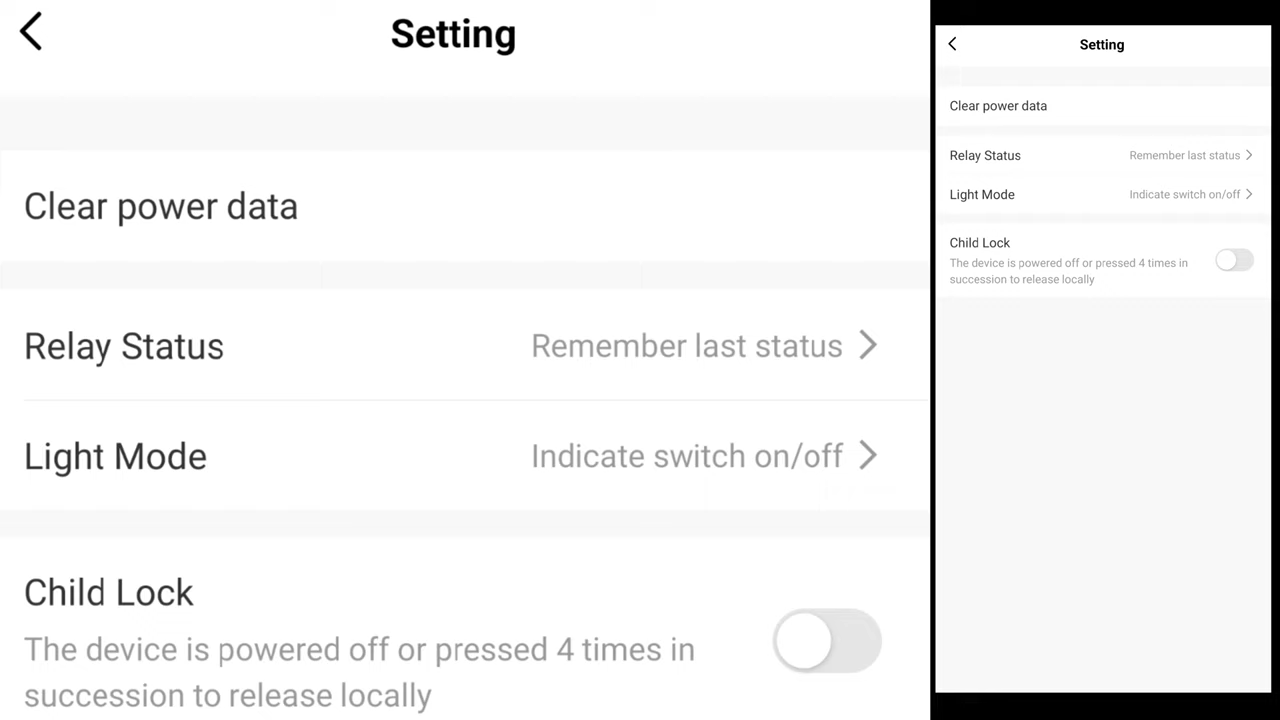 Setting
Clear power data
Relay Status Remember last status
Light Mode Indicate switch on/off
Child Lock
The device is powered off or pressed 4 times in
succession to release locally
Setting
Clear power data
Relay Status Remember last status
Light Mode Indicate switch on/off
Child Lock
The device is powered off or pressed 4 times in
succession to release locally